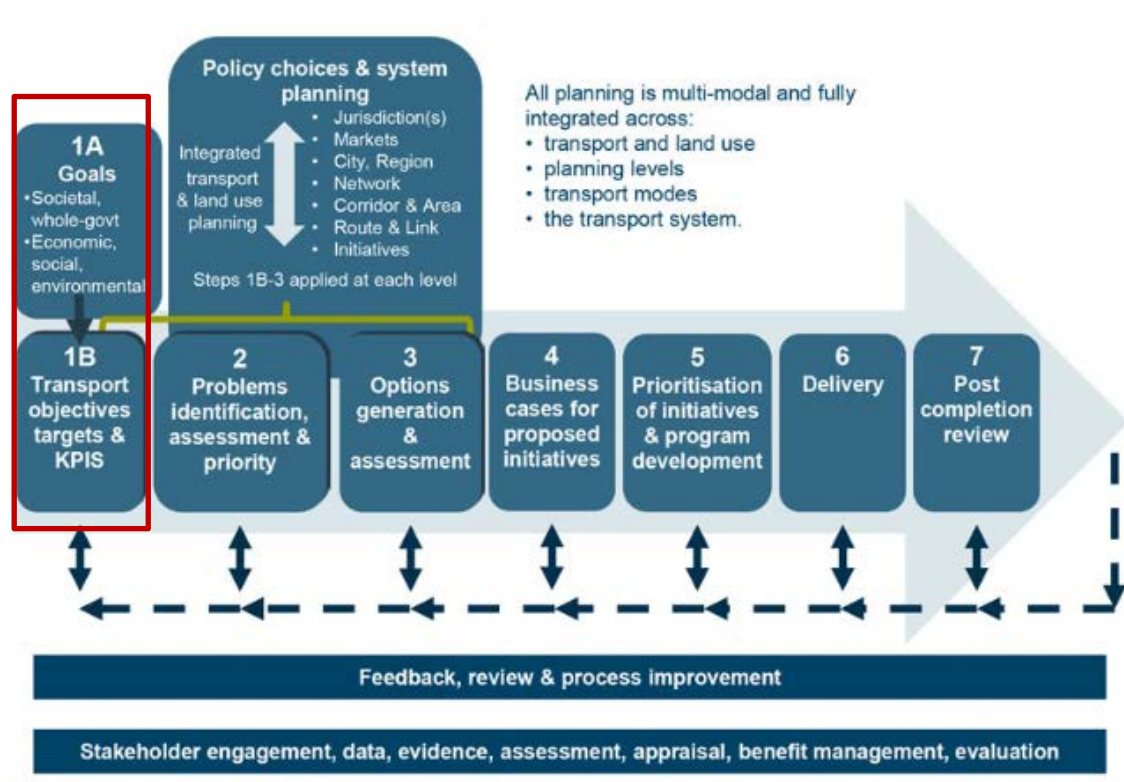 Policy choices & system
planning
Integrated
transport
& land use
planning
• Jurisdiction(s)
• Markets
• City, Region
• Network
• Corridor & Area
• Route & Link
• Initiatives
Steps 1B-3 applied at each level
All planning is multi-modal and fully
integrated across:
• transport and land use
• planning levels
• transport modes
• the transport system.
1A
Goals
•Societal,
whole-govt
•Economic,
social,
environmental
1B
Transport
objectives
targets &
KPIS
2
Problems
identification,
assessment &
priority
3
Options
generation
&
assessment
4
Business
cases for
proposed
initiatives
5
Prioritisation
of initiatives
& program
development
6
Delivery
7
Post
completion
review
Feedback, review & process improvement
Stakeholder engagement, data, evidence, assessment, appraisal, benefit management, evaluation